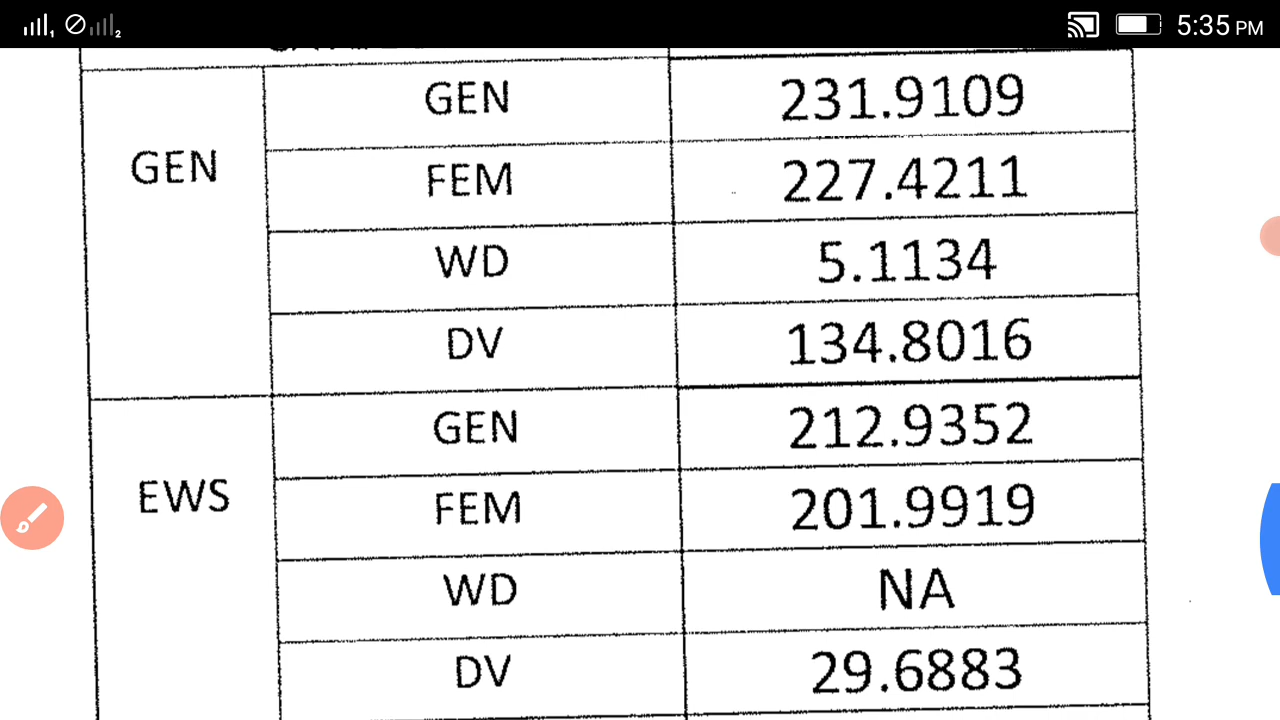 5:35 PM
GEN GEN 231.9109
FEM 227.4211
WD 5.1134
DV 134.8016
EWS GEN 212.9352
FEM 201.9919
WD NA
DV 29.6883